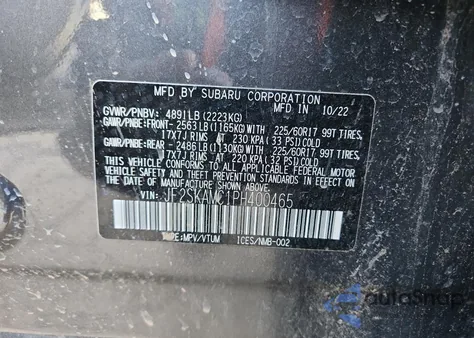 MFD BY SUBARU CORPORATION 10/22
GVWR/PNBV: 4891LB (2223KG)
GAWR/PNBE:FRONT- 2563LB (1165KG) WITH 225/60R17 99T TIRES,
17X7J RIMS AT 230 KPA (33 PSI) COLD
GAWR/PNBE:REAR - 2486LB (1130KG) WITH 225/60R17 99T TIRES,
17X7J RIMS AT 220 KPA (32 PSI) COLD
THIS VEHICLE CONFORMS TO ALL APPLICABLE FEDERAL MOTOR
VEHICLE SAFETY, BUMPER, AND THEFT PREVENTION STANDARDS IN
EFFECT ON THE DATE OF MANUFACTURE SHOWN ABOVE.
VIN: JF2SKAMC1PH400465
TYPE:MPV/VTUM ICES/NMB-002
autoSnap